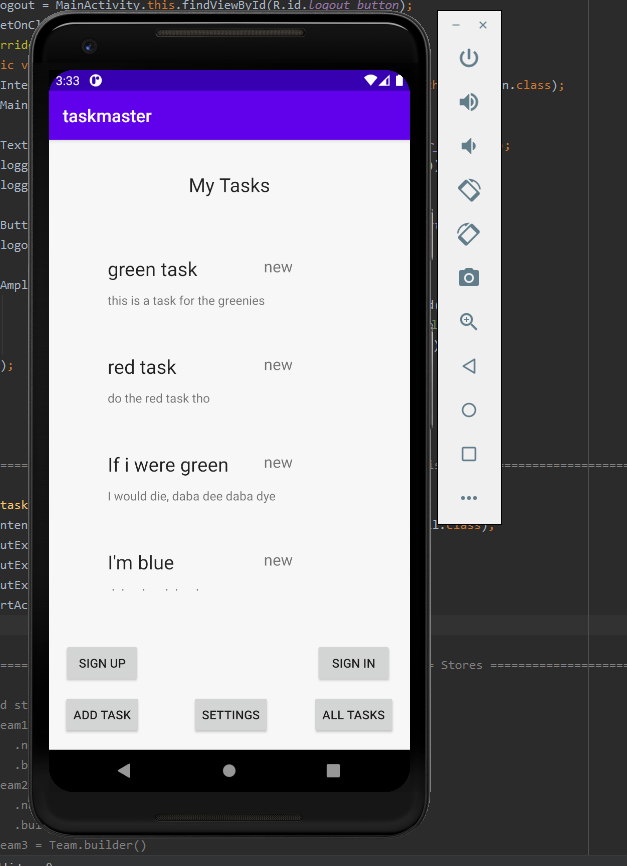 ogout = MainActivity.this.findViewById(R.id.logout_button);
etOnCl
rrid
ic v
Inte n.class);
Main
Text ;
logg
logg
Butt
logo
Ampl
);
3:33
taskmaster
My Tasks
green task new
this is a task for the greenies
red task new
do the red task tho
If i were green new
I would die, daba dee daba dye
I'm blue new
SIGN UP SIGN IN
ADD TASK SETTINGS ALL TASKS
task
nten l.class);
utEx
utEx
utEx
rtAc
= Stores =====================
d st
eam1
.n
.b
eam2
.n
.bui
eam3 = Team.builder()